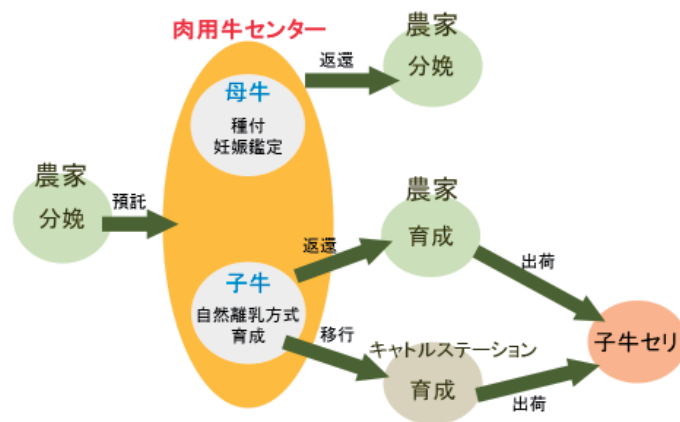 肉用牛センター
農家
分娩
預託
母牛
種付
妊娠鑑定
返還
農家
分娩
子牛
自然離乳方式
育成
返還
農家
育成
出荷
移行
キャトルステーション
育成
出荷
子牛セリ